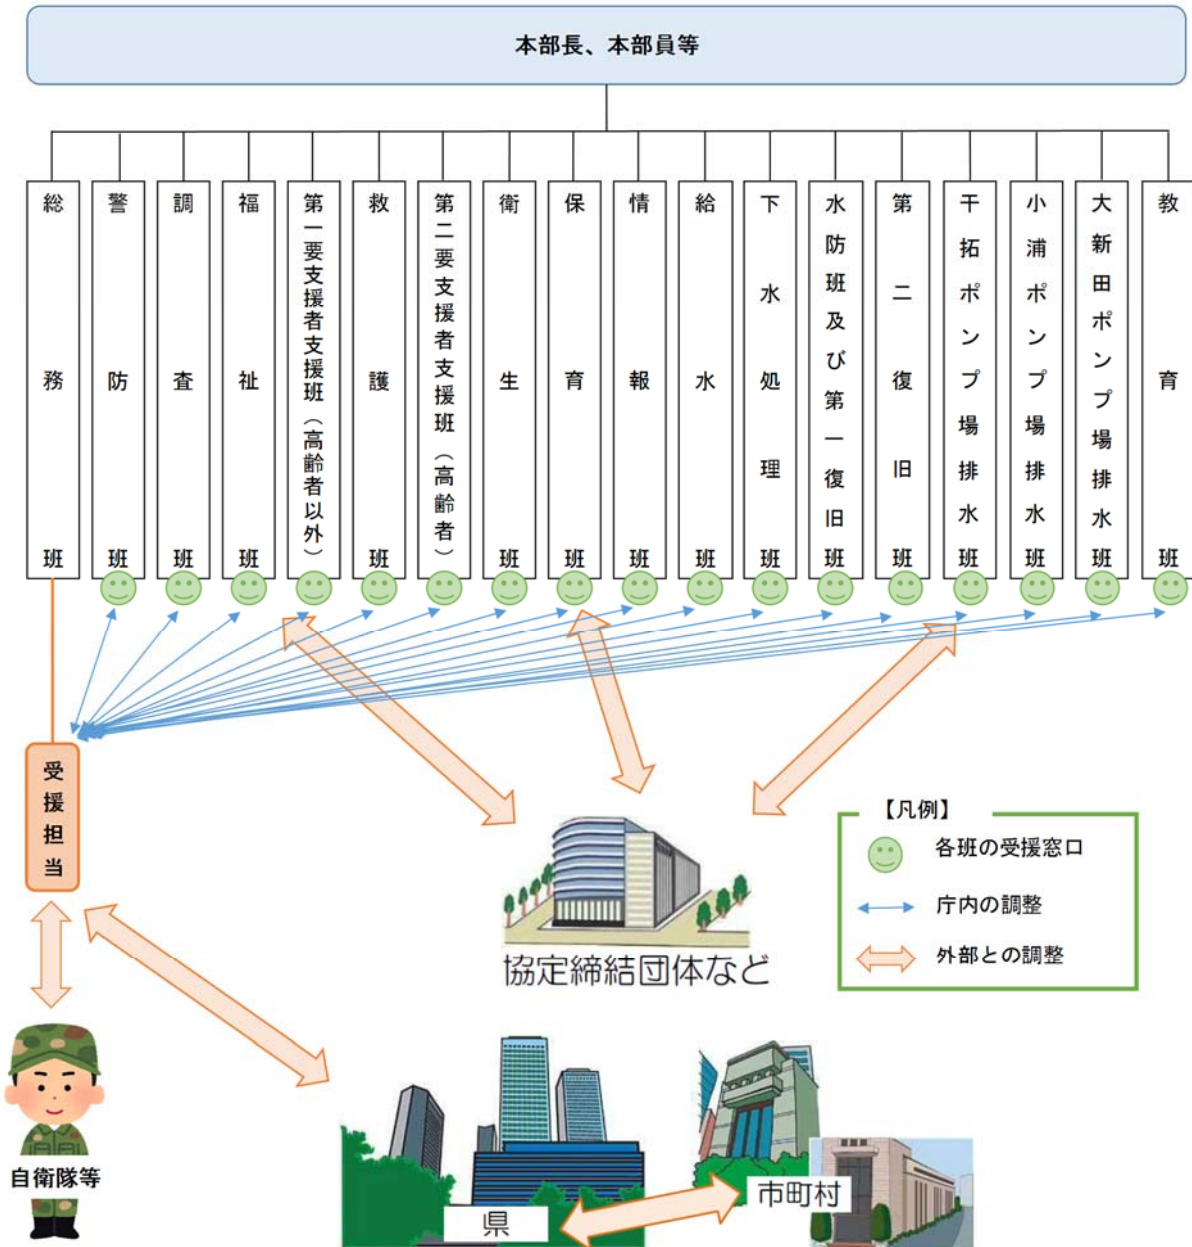 本部長、本部員等
総務班
警防班
調査班
福祉班
第一要支援者支援班（高齢者以外）
救護班
第二要支援者支援班（高齢者）
衛生班
保育班
情報班
給水班
下水処理班
水防班及び第一復旧班
第二復旧班
干拓ポンプ場排水班
小浦ポンプ場排水班
大新田ポンプ場排水班
教育班
受援担当
【凡例】
各班の受援窓口
庁内の調整
外部との調整
協定締結団体など
自衛隊等
市町村
県